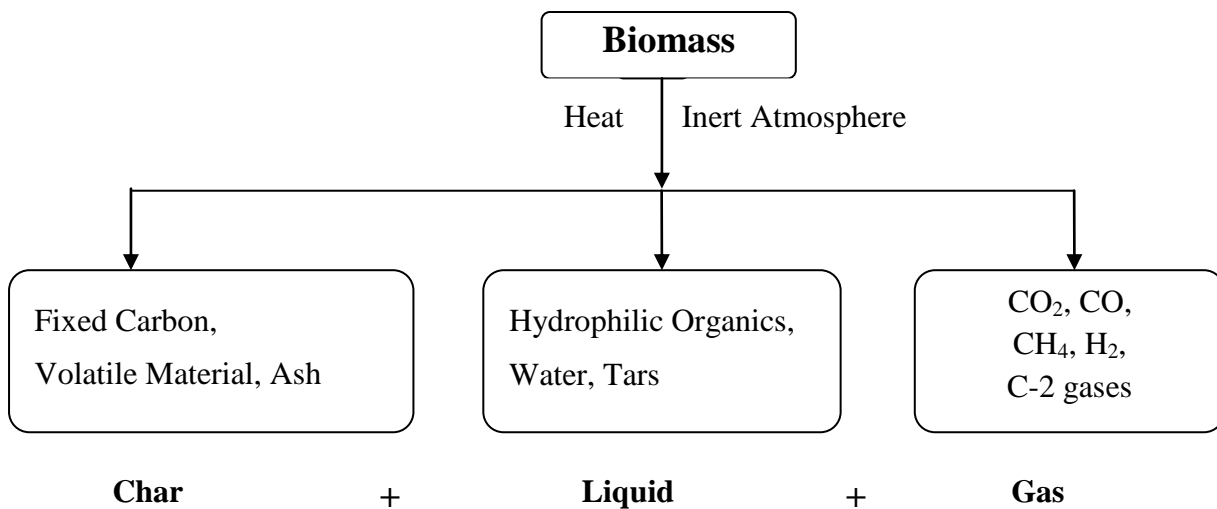 Biomass
Heat Inert Atmosphere
Fixed Carbon,
Volatile Material, Ash
Hydrophilic Organics,
Water, Tars
CO₂, CO,
CH₄, H₂,
C-2 gases
Char + Liquid + Gas